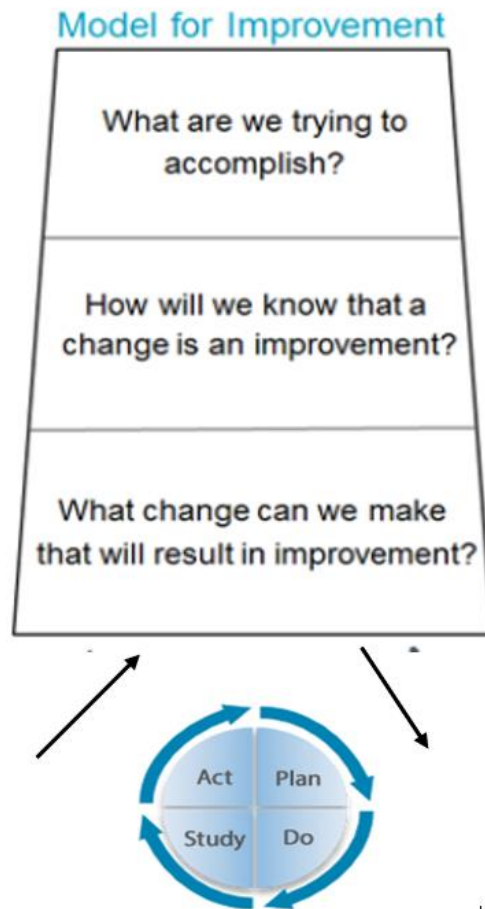 Model for Improvement
What are we trying to
accomplish?
How will we know that a
change is an improvement?
What change can we make
that will result in improvement?
Act Plan
Study Do